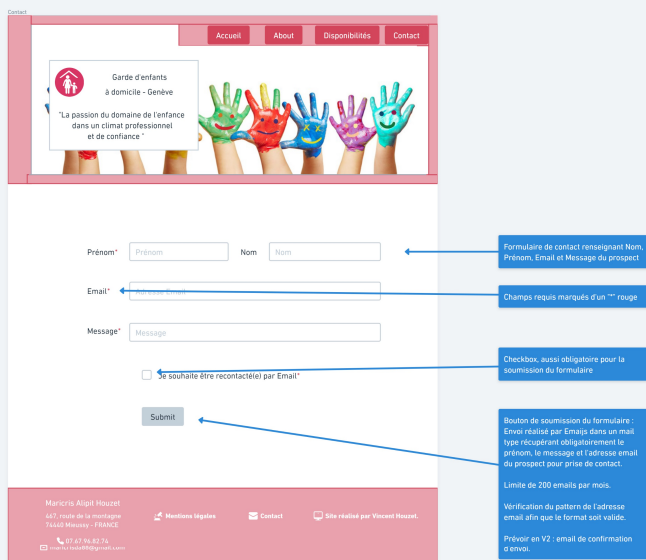 Contact
Accueil About Disponibilités Contact
Garde d'enfants
à domicile - Genève
"La passion du domaine de l'enfance
dans un climat professionnel
et de confiance "
Prénom* Prénom Nom Nom
Email* Adresse Email
Message* Message
Je souhaite être recontacté(e) par Email*
Submit
Formulaire de contact renseignant Nom,
Prénom, Email et Message du prospect
Champs requis marqués d'un "*" rouge
Checkbox, aussi obligatoire pour la
soumission du formulaire
Bouton de soumission du formulaire :
Envoi réalisé par Emaijs dans un mail
type récupérant obligatoirement le
prénom, le message et l'adresse email
du prospect pour prise de contact.
Limite de 200 emails par mois.
Vérification du pattern de l'adresse
email afin que le format soit valide.
Prévoir en V2 : email de confirmation
d'envoi.
Maricris Alipit Houzet
447, route de la montagne
74440 Mieussy - FRANCE
07.67.96.82.74
Mentions légales
Contact
Site réalisé par Vincent Houzet.